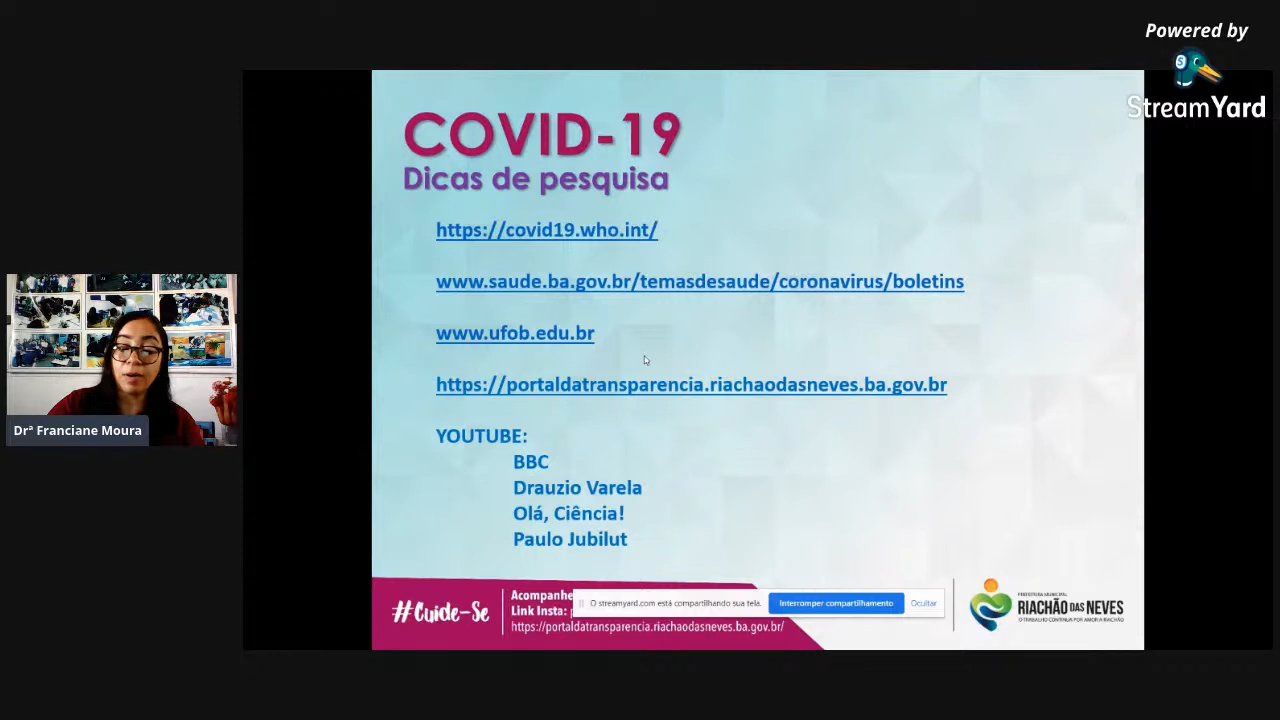 Powered by
StreamYard
COVID-19
Dicas de pesquisa
https://covid19.who.int/
www.saude.ba.gov.br/temasdesaude/coronavirus/boletins
www.ufob.edu.br
https://portaldatransparencia.riachaodasneves.ba.gov.br
YOUTUBE:
BBC
Drauzio Varela
Olá, Ciência!
Paulo Jubilut
Drª Franciane Moura
#Cuide-Se
Acompanhe
Link Insta:
https://portaldatransparencia.riachaodasneves.ba.gov.br/
O streamyard.com está compartilhando sua tela.
Interromper compartilhamento
Ocultar
PREFEITURA MUNICIPAL
RIACHÃO DAS NEVES
O TRABALHO CONTINUA POR AMOR A RIACHÃO